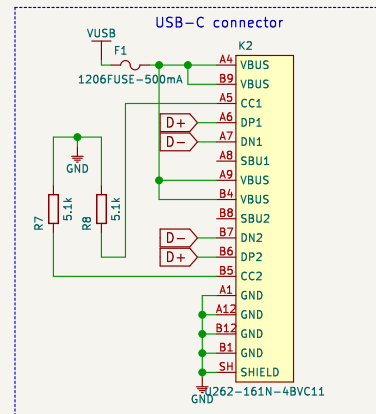 USB-C connector
VUSB
F1
1206FUSE-500mA
K2
A4 VBUS
B9 VBUS
A5 CC1
D+ A6 DP1
D- A7 DN1
A8 SBU1
A9 VBUS
B4 VBUS
B8 SBU2
D- B7 DN2
D+ B6 DP2
B5 CC2
A1 GND
A12 GND
B12 GND
B1 GND
SH SHIELD
GND
R7
5.1k
R8
5.1k
GND
U262-161N-4BVC11